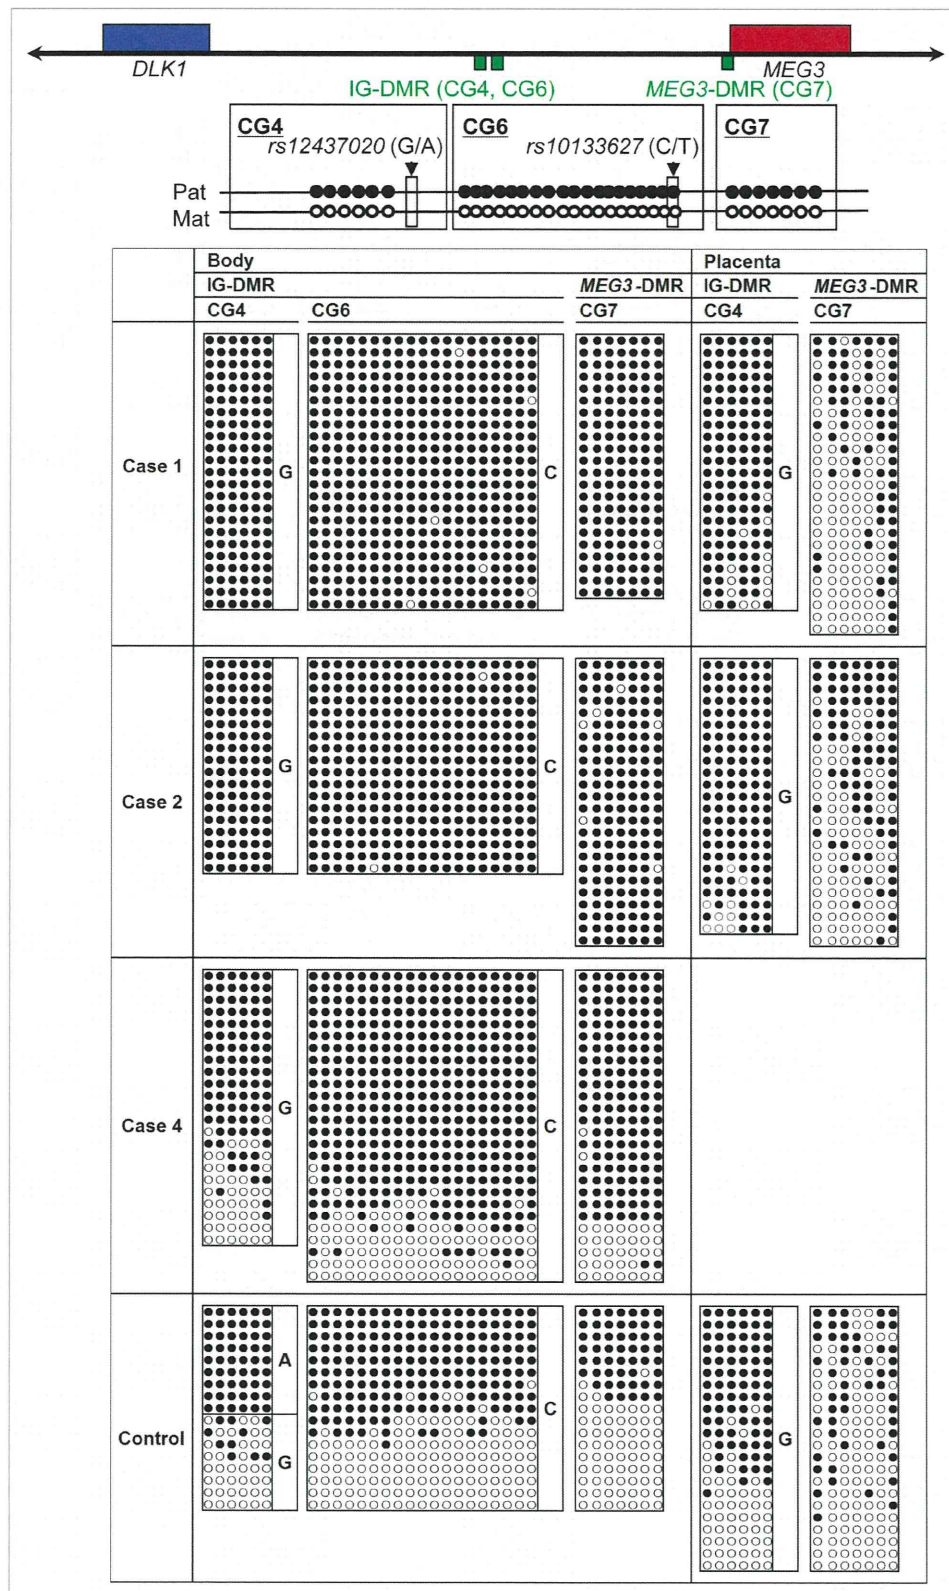 DLK1
MEG3
IG-DMR (CG4, CG6)
MEG3-DMR (CG7)
CG4
rs12437020 (G/A)
CG6
rs10133627 (C/T)
CG7
Pat
Mat
Body
Placenta
IG-DMR
MEG3-DMR
IG-DMR
MEG3-DMR
CG4
CG6
CG7
CG4
CG7
Case 1
G
C
G
Case 2
G
C
G
Case 4
G
C
Control
A
G
C
G